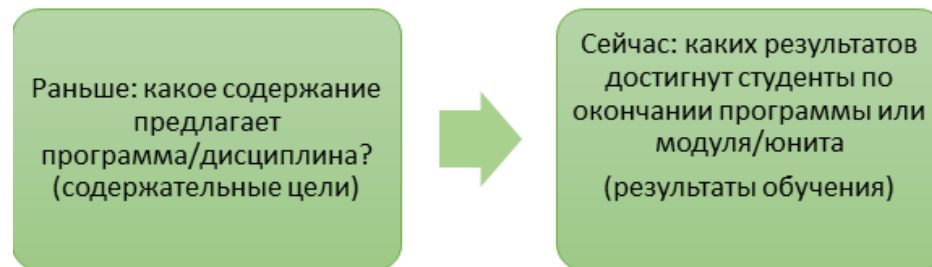 Раньше: какое содержание
предлагает
программа/дисциплина?
(содержательные цели)
Сейчас: каких результатов
достигнут студенты по
окончании программы или
модуля/юнита
(результаты обучения)